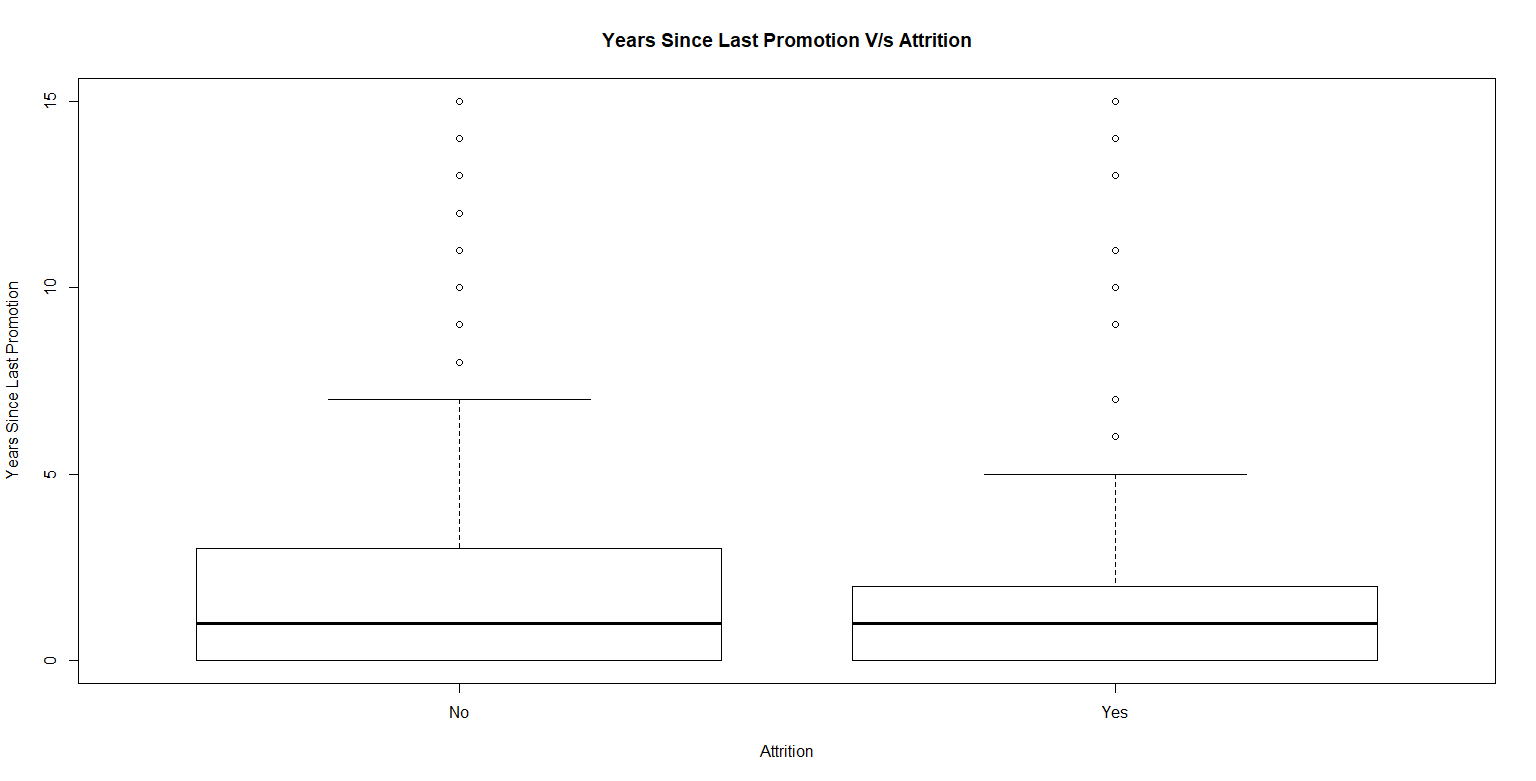 Years Since Last Promotion V/s Attrition
15
10
5
0
Years Since Last Promotion
No
Yes
Attrition